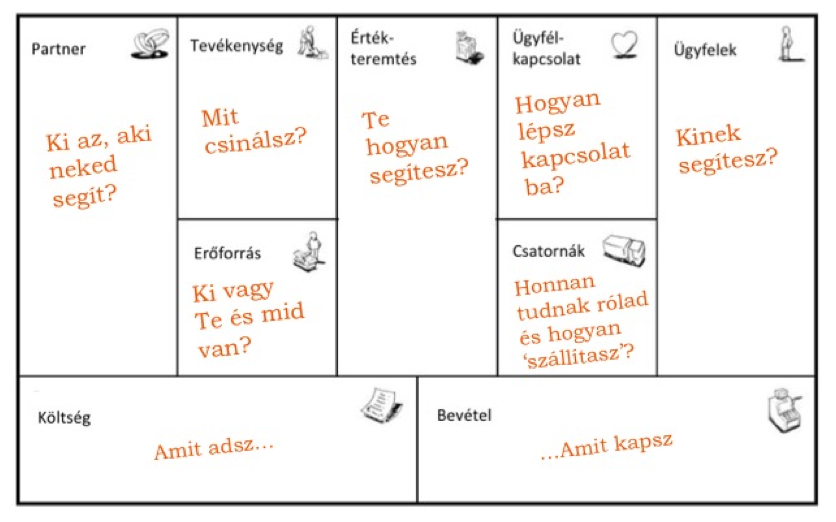 Partner
Ki az, aki
neked
segít?
Tevékenység
Mit
csinálsz?
Erőforrás
Ki vagy
Te és mid
van?
Érték-
teremtés
Te
hogyan
segítesz?
Ügyfél-
kapcsolat
Hogyan
lépsz
kapcsolat
ba?
Csatornák
Honnan
tudnak rólad
és hogyan
‘szállítasz’?
Ügyfelek
Kinek
segítesz?
Költség
Amit adsz...
Bevétel
...Amit kapsz